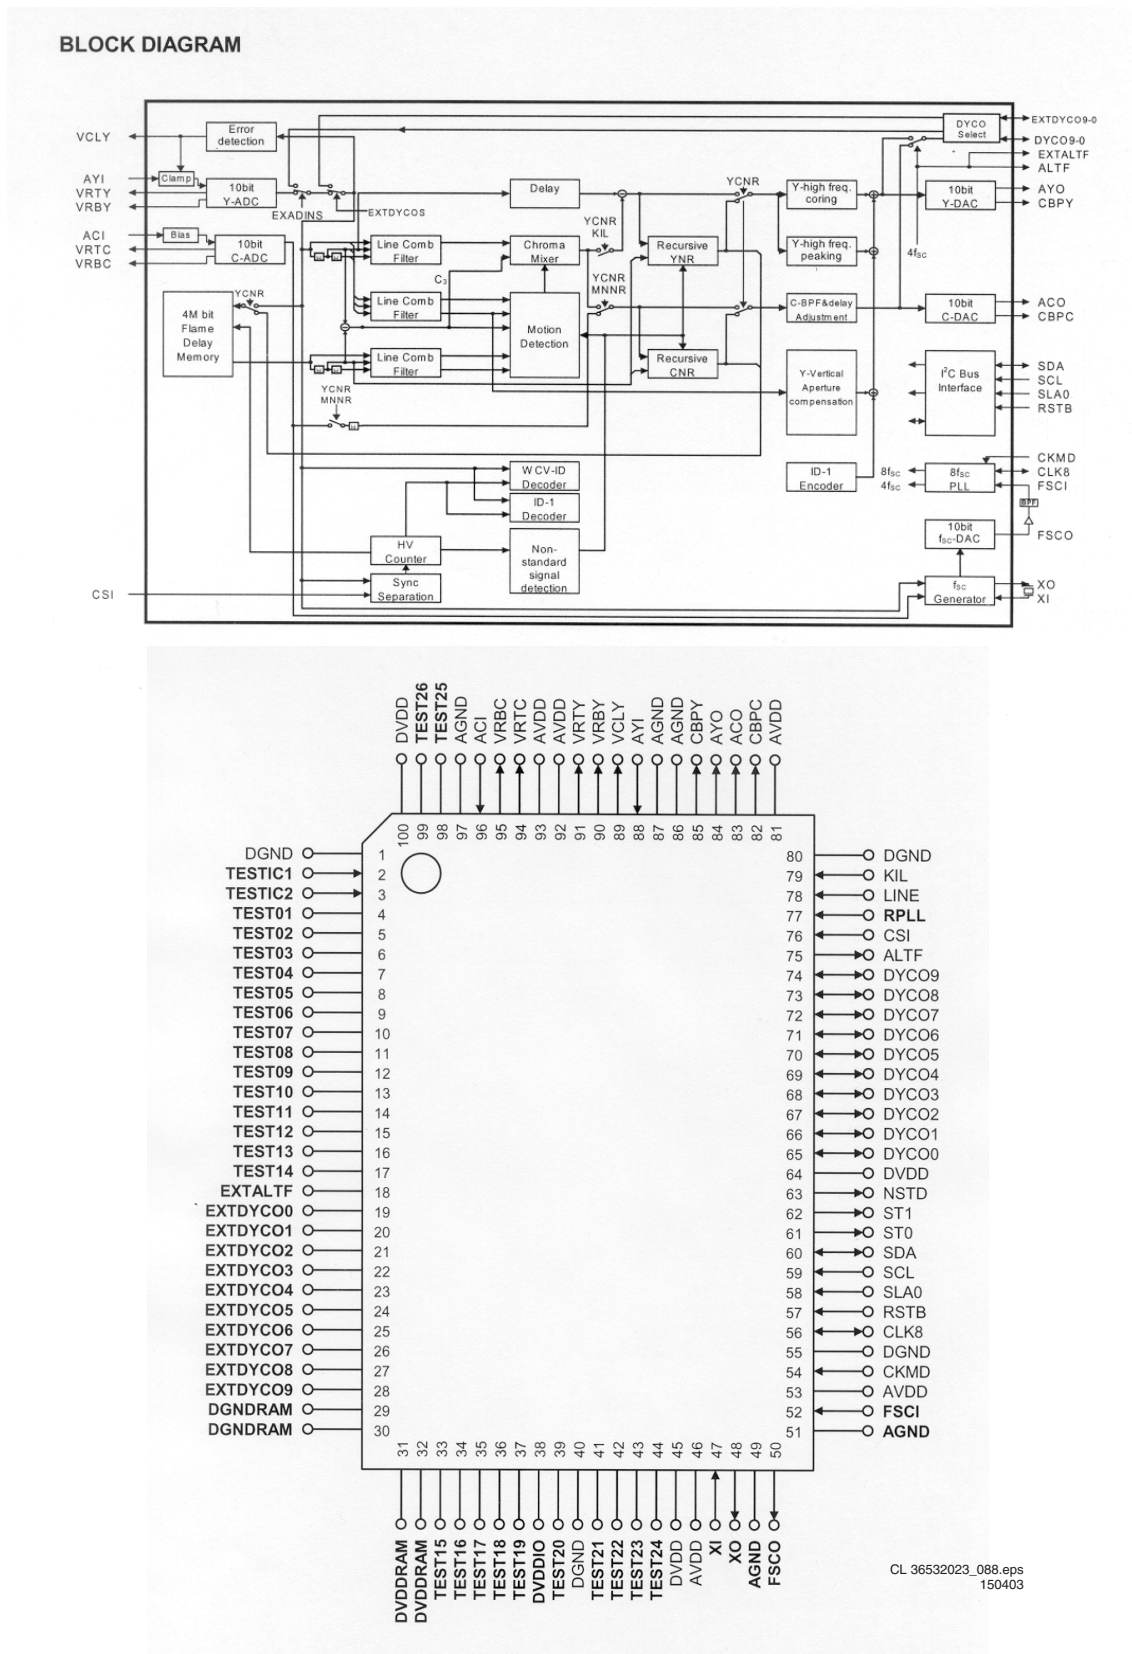 BLOCK DIAGRAM
VCLY
Error
detection
AYI
Clamp
VRTY
VRBY
10bit
Y-ADC
EXADINS
EXTDYCOS
ACI
Bias
VRTC
VRBC
10bit
C-ADC
YCNR
4M bit
Flame
Delay
Memory
Line Comb
Filter
Line Comb
Filter
Line Comb
Filter
C3
YCNR
MNNR
Delay
Chroma
Mixer
Motion
Detection
YCNR
KIL
YCNR
MNNR
Recursive
YNR
Recursive
CNR
YCNR
Y-high freq.
coring
Y-high freq.
peaking
C-BPF&delay
Adjustment
Y-Vertical
Aperture
compensation
ID-1
Encoder
DYCO
Select
EXTDYCO9-0
DYCO9-0
EXTALTF
ALTF
10bit
Y-DAC
AYO
CBPY
4fSC
10bit
C-DAC
ACO
CBPC
I2C Bus
Interface
SDA
SCL
SLA0
RSTB
CKMD
8fSC
4fSC
8fSC
PLL
CLK8
FSCI
BPF
10bit
fSC-DAC
FSCO
fSC
Generator
XO
XI
WCV-ID
Decoder
ID-1
Decoder
HV
Counter
Non-
standard
signal
detection
Sync
Separation
CSI
DVDD
TEST26
TEST25
AGND
ACI
VRBC
VRTC
AVDD
AVDD
VRTY
VRBY
VCLY
AYI
AGND
AGND
CBPY
AYO
ACO
CBPC
AVDD
100 99 98 97 96 95 94 93 92 91 90 89 88 87 86 85 84 83 82 81
DGND 1
TESTIC1 2
TESTIC2 3
TEST01 4
TEST02 5
TEST03 6
TEST04 7
TEST05 8
TEST06 9
TEST07 10
TEST08 11
TEST09 12
TEST10 13
TEST11 14
TEST12 15
TEST13 16
TEST14 17
EXTALTF 18
EXTDYCO0 19
EXTDYCO1 20
EXTDYCO2 21
EXTDYCO3 22
EXTDYCO4 23
EXTDYCO5 24
EXTDYCO6 25
EXTDYCO7 26
EXTDYCO8 27
EXTDYCO9 28
DGNDRAM 29
DGNDRAM 30
80 DGND
79 KIL
78 LINE
77 RPLL
76 CSI
75 ALTF
74 DYCO9
73 DYCO8
72 DYCO7
71 DYCO6
70 DYCO5
69 DYCO4
68 DYCO3
67 DYCO2
66 DYCO1
65 DYCO0
64 DVDD
63 NSTD
62 ST1
61 ST0
60 SDA
59 SCL
58 SLA0
57 RSTB
56 CLK8
55 DGND
54 CKMD
53 AVDD
52 FSCI
51 AGND
31 32 33 34 35 36 37 38 39 40 41 42 43 44 45 46 47 48 49 50
DVDDRAM
DVDDRAM
TEST15
TEST16
TEST17
TEST18
TEST19
DVDDIO
TEST20
DGND
TEST21
TEST22
TEST23
TEST24
DVDD
AVDD
XI
XO
AGND
FSCO
CL 36532023_088.eps
150403